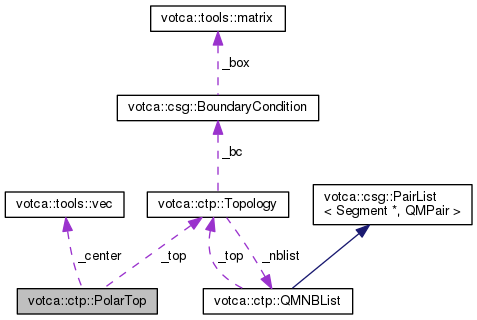 votca::tools::matrix
_box
votca::csg::BoundaryCondition
_bc
votca::tools::vec
votca::ctp::Topology
votca::csg::PairList
< Segment *, QMPair >
_center
_top
_top
_nblist
votca::ctp::PolarTop
votca::ctp::QMNBList